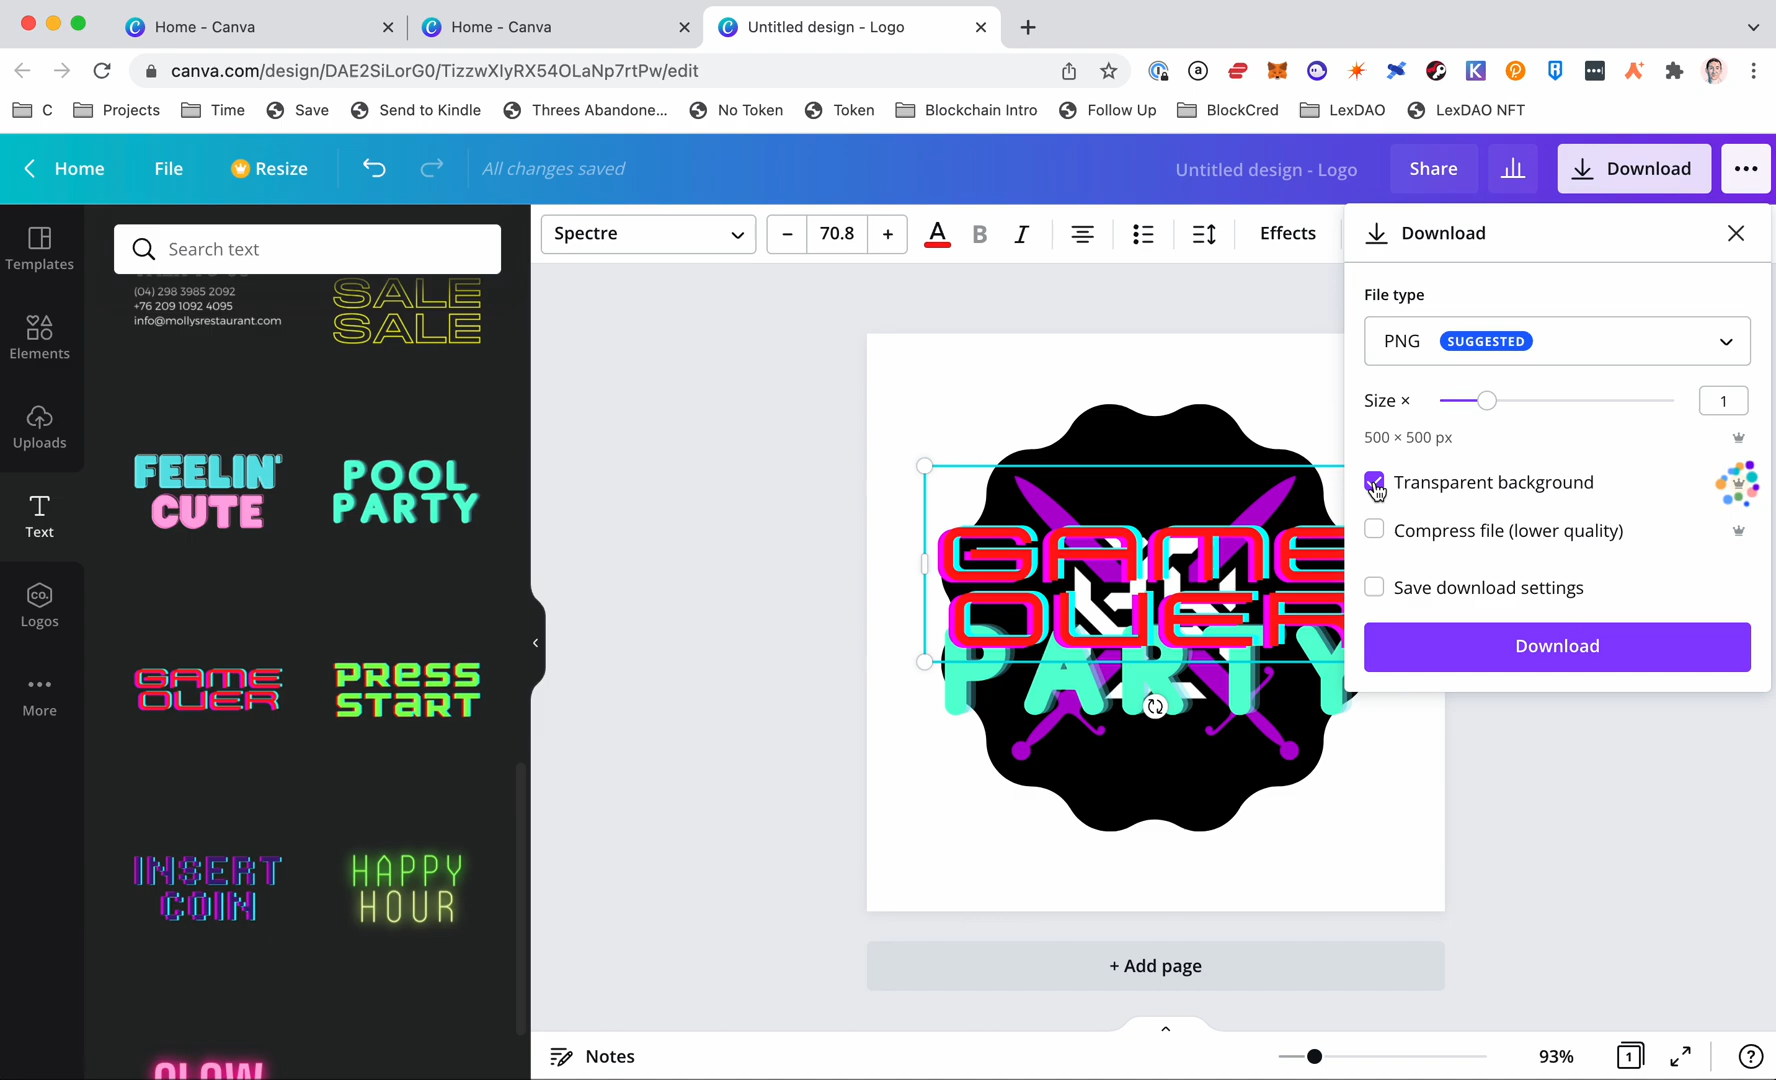 Home - Canva
Home - Canva
Untitled design - Logo
canva.com/design/DAE2SiLorG0/TizzwXIyRX54OLaNp7rtPw/edit
C
Projects
Time
Save
Send to Kindle
Threes Abandone...
No Token
Token
Blockchain Intro
Follow Up
BlockCred
LexDAO
LexDAO NFT
Home
File
Resize
All changes saved
Untitled design - Logo
Share
Download
Templates
Elements
Uploads
Text
CO.
Logos
More
Search text
(04) 298 3985 2092
+76 209 1092 4095
info@mollysrestaurant.com
SALE
SALE
FEELIN'
CUTE
POOL
PARTY
GAME
OVER
PRESS
START
INSERT
COIN
HAPPY
HOUR
GLOW
Spectre
70.8
A
B
I
Effects
GAME
OVER
PARTY
+ Add page
Download
File type
PNG
SUGGESTED
Size ×
1
500 × 500 px
Transparent background
Compress file (lower quality)
Save download settings
Download
Notes
93%
1
?